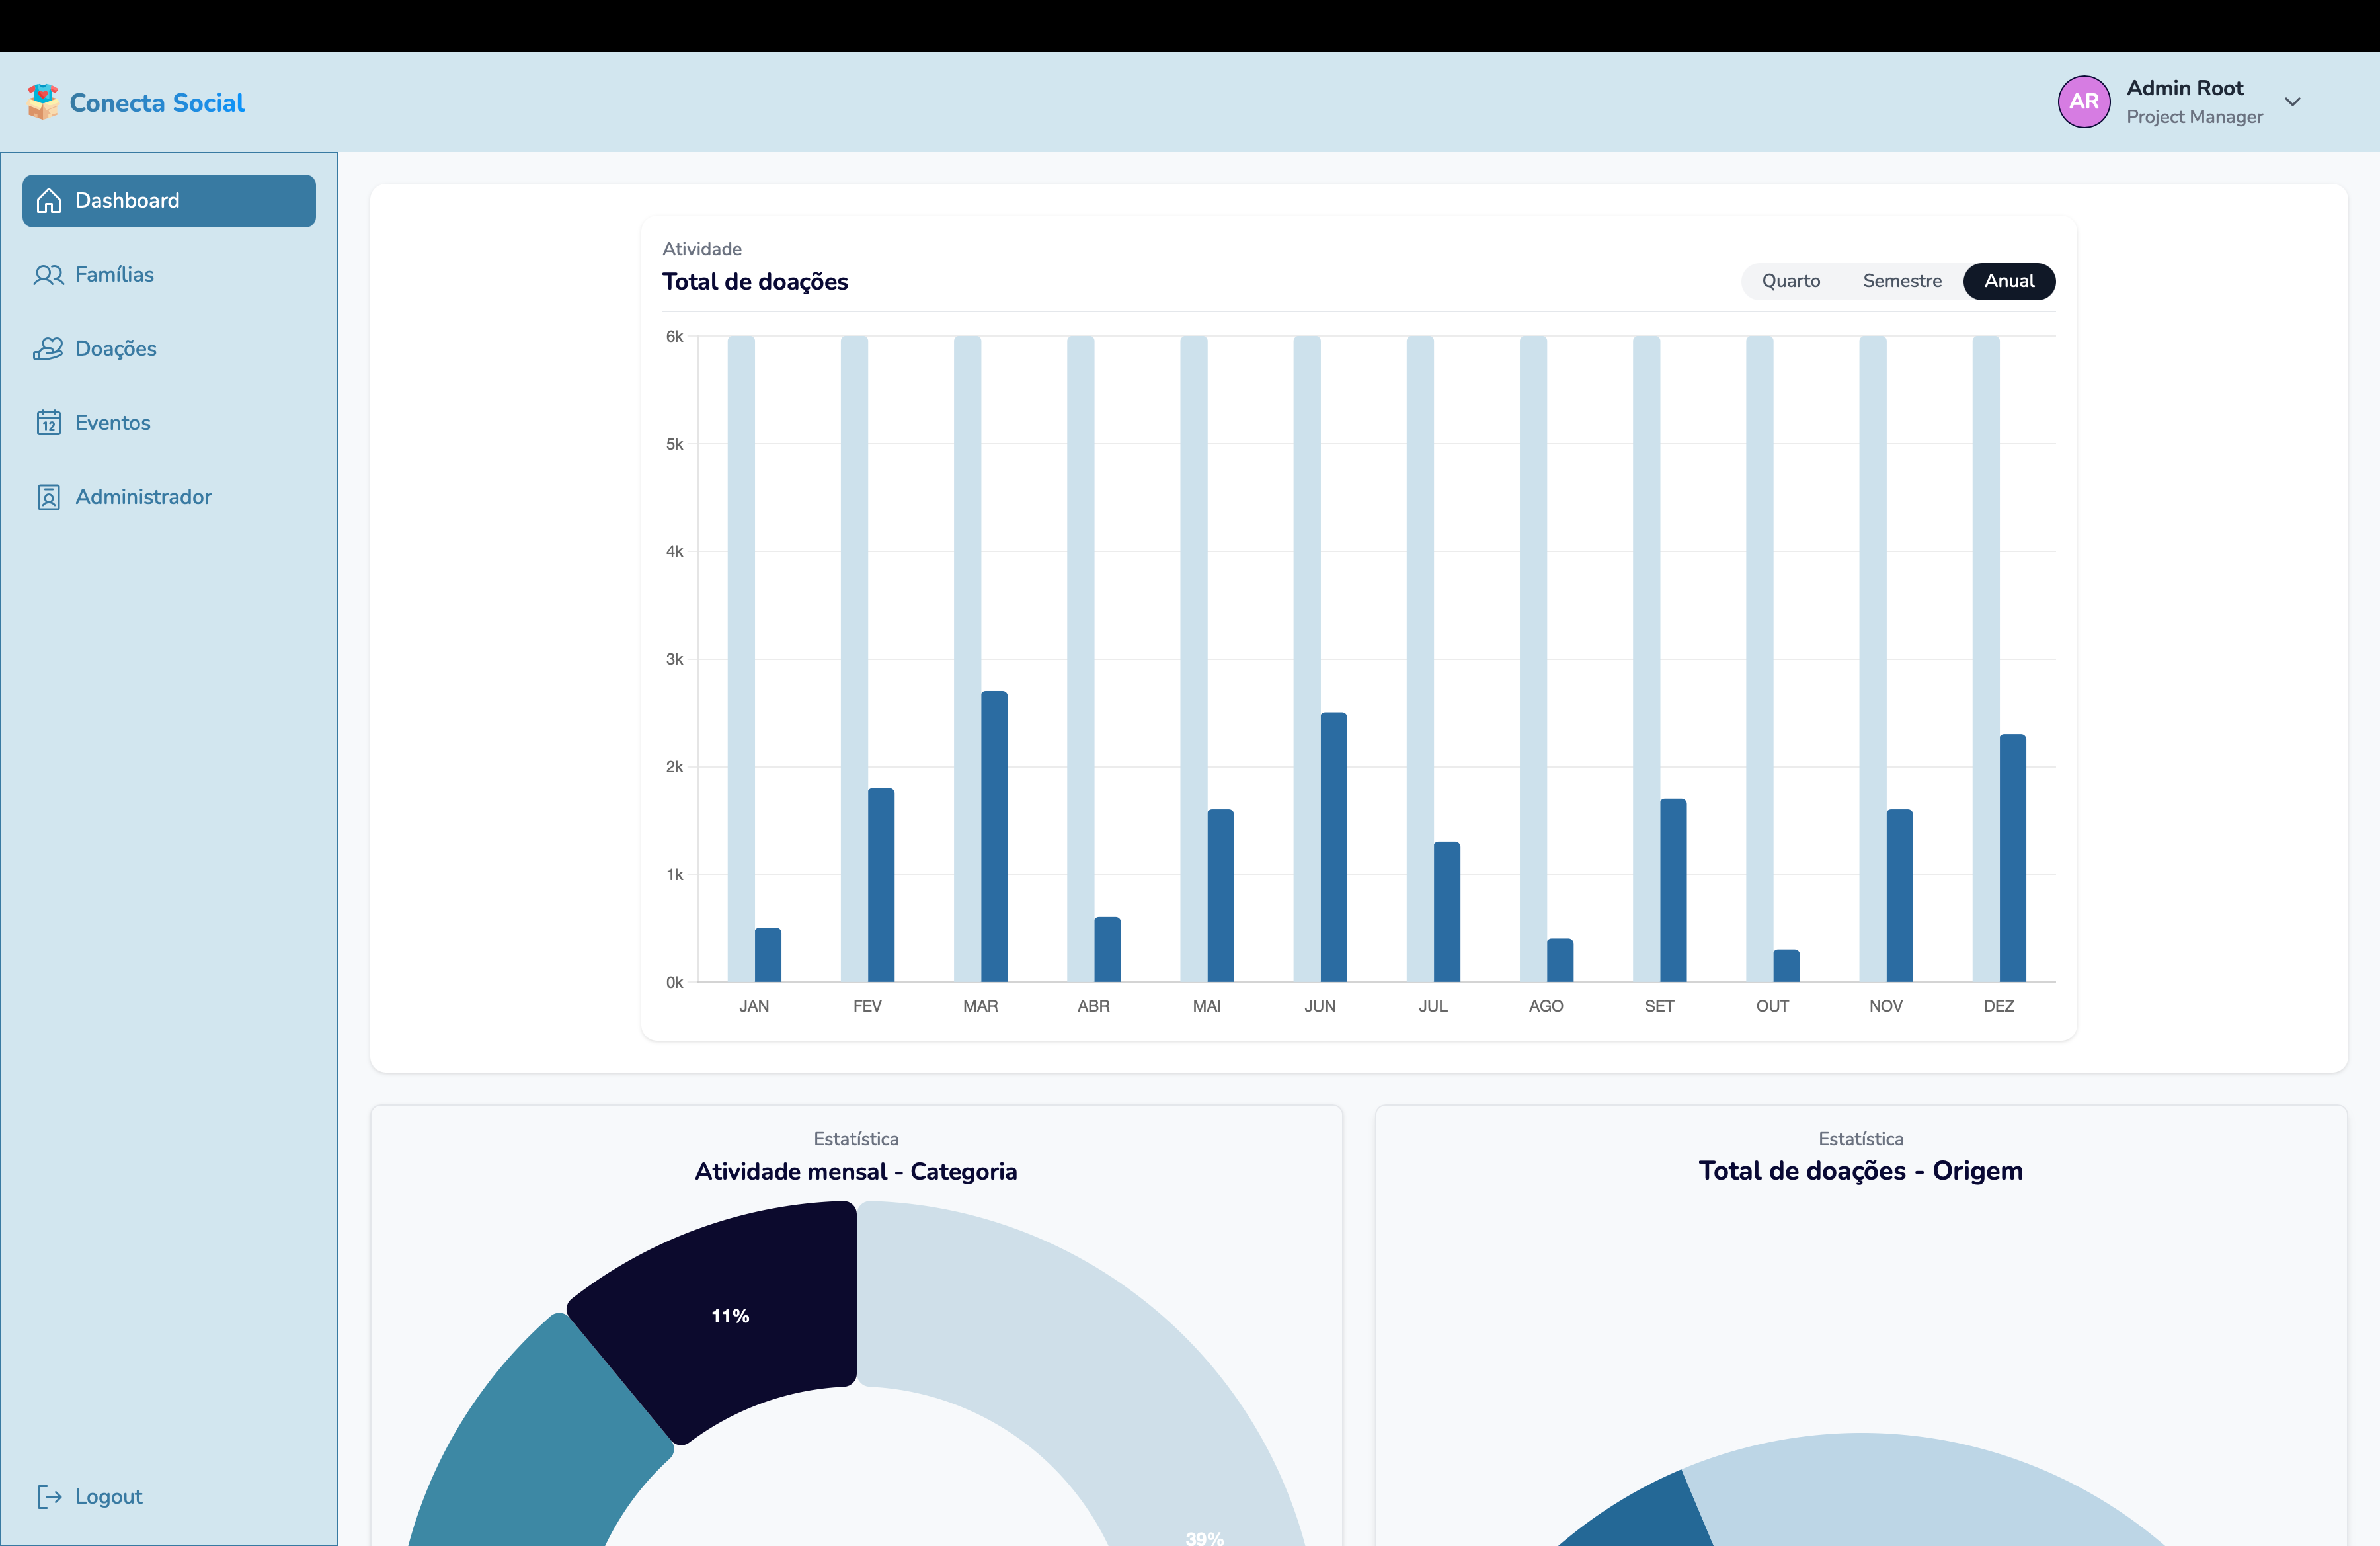 Conecta Social
AR
Admin Root
Project Manager
Dashboard
Famílias
Doações
12
Eventos
Administrador
Logout
Atividade
Total de doações
Quarto
Semestre
Anual
6k
5k
4k
3k
2k
1k
0k
JAN
FEV
MAR
ABR
MAI
JUN
JUL
AGO
SET
OUT
NOV
DEZ
Estatística
Atividade mensal - Categoria
11%
39%
Estatística
Total de doações - Origem